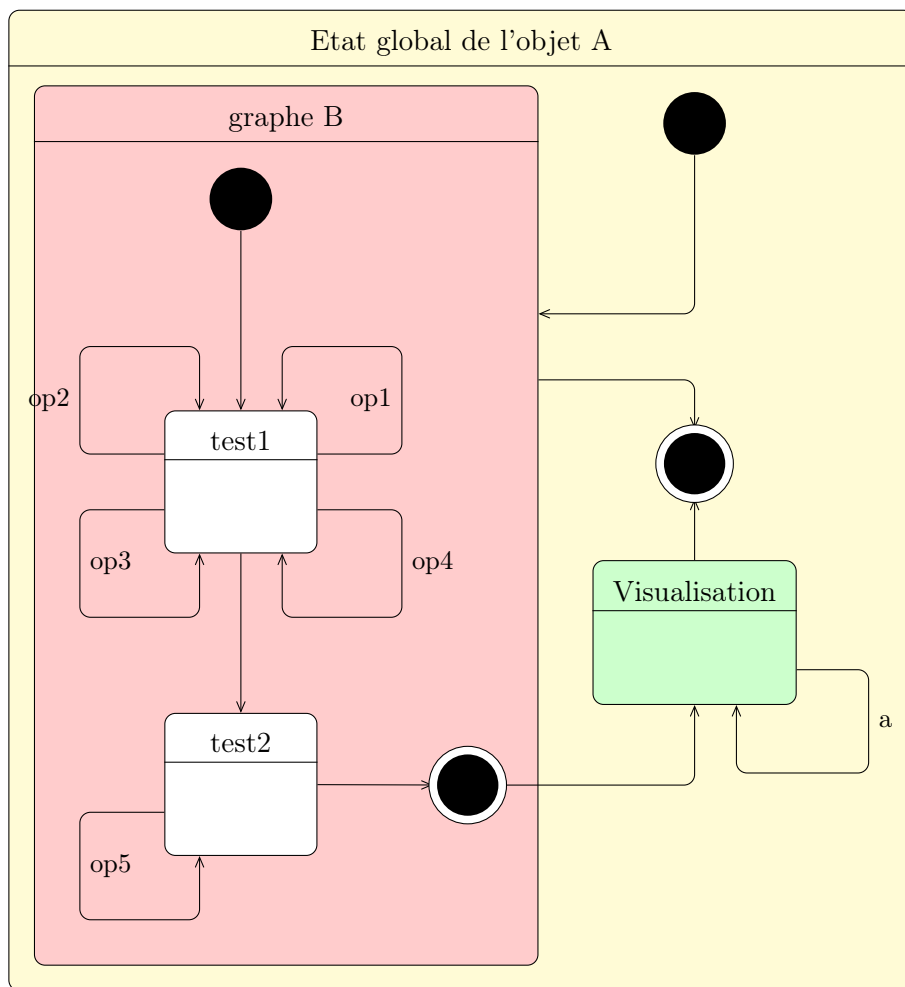 Etat global de l'objet A
graphe B
op2
op1
test1
op3
op4
Visualisation
test2
a
op5